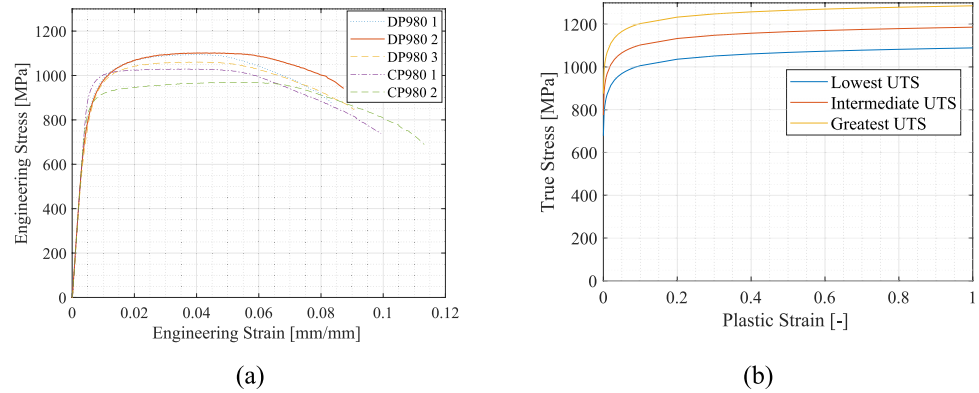 Engineering Stress [MPa]
1200
1000
800
600
400
200
0
0
0.02
0.04
0.06
0.08
0.1
0.12
Engineering Strain [mm/mm]
DP980 1
DP980 2
DP980 3
CP980 1
CP980 2
(a)
True Stress [MPa]
1200
1000
800
600
400
200
0
0
0.2
0.4
0.6
0.8
1
Plastic Strain [-]
Lowest UTS
Intermediate UTS
Greatest UTS
(b)